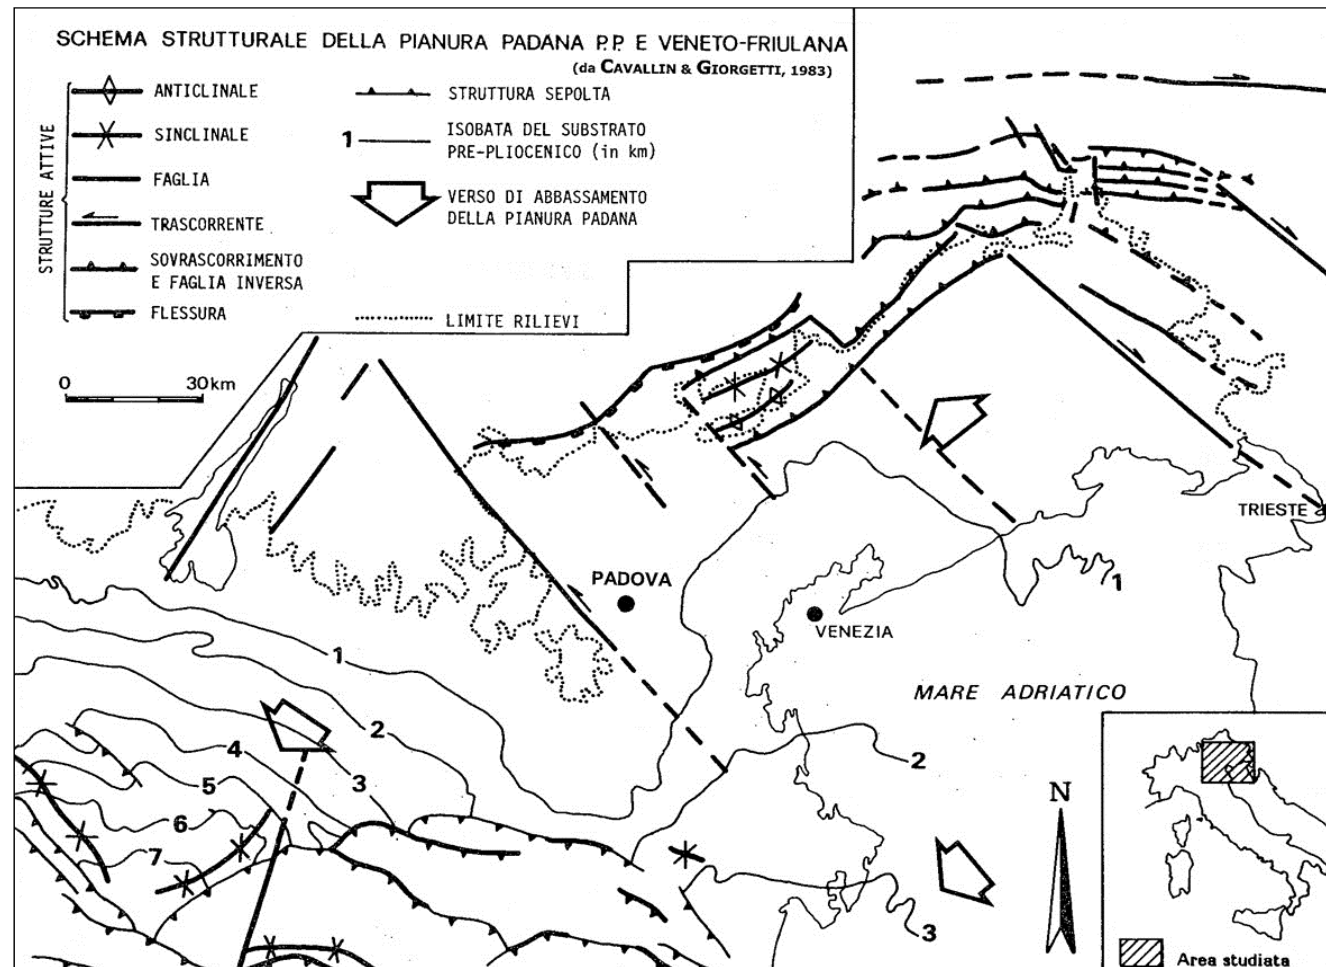 SCHEMA STRUTTURALE DELLA PIANURA PADANA P.P. E VENETO-FRIULANA
(da CAVALLIN & GIORGETTI, 1983)
STRUTTURE ATTIVE
ANTICLINALE
SINCLINALE
FAGLIA
TRASCORRENTE
SOVRASCORRIMENTO
E FAGLIA INVERSA
FLESSURA
STRUTTURA SEPOLTA
1
ISOBATA DEL SUBSTRATO
PRE-PLIOCENICO (in km)
VERSO DI ABBASSAMENTO
DELLA PIANURA PADANA
LIMITE RILIEVI
0 30km
TRIESTE
PADOVA
1
VENEZIA
1
MARE ADRIATICO
2
4
2
5
3
6
7
3
N
Area studiata